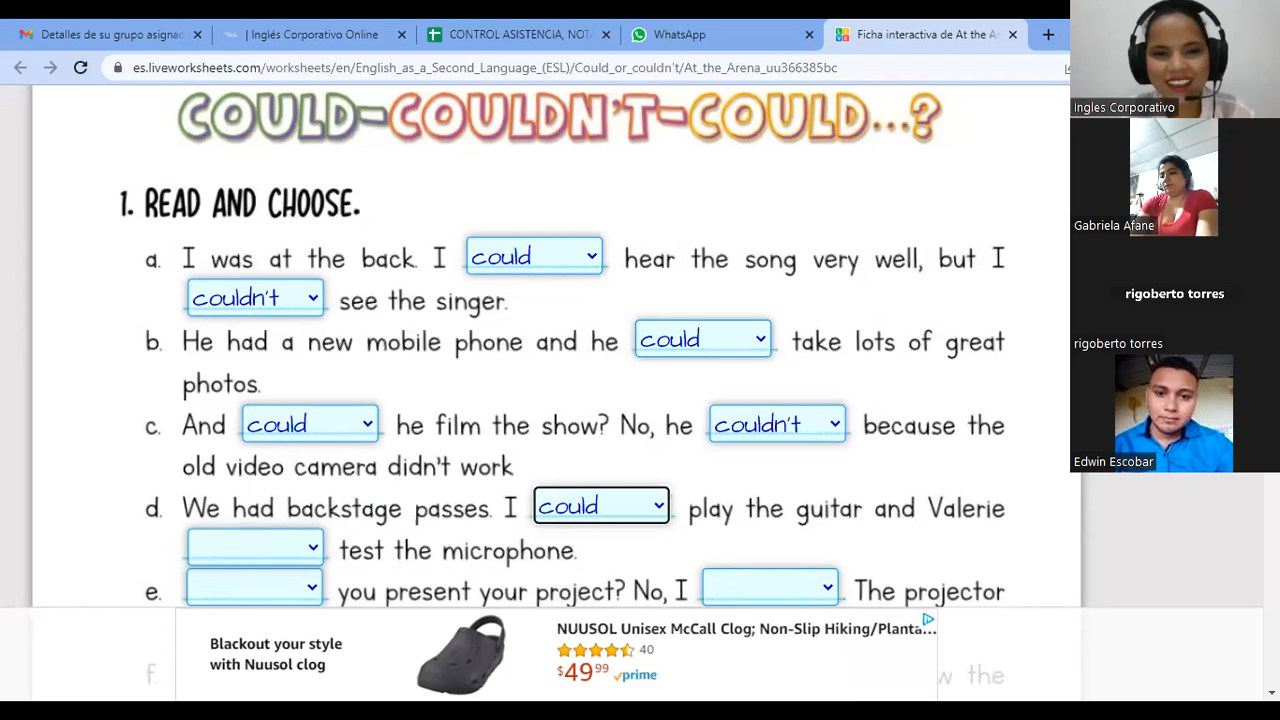 Detalles de su grupo asignac
| Inglés Corporativo Online
CONTROL ASISTENCIA, NOTA
WhatsApp
Ficha interactiva de At the A
es.liveworksheets.com/worksheets/en/English_as_a_Second_Language_(ESL)/Could_or_couldn't/At_the_Arena_uu366385bc
COULD-COULDN'T-COULD...?
1. READ AND CHOOSE.
a. I was at the back. I could hear the song very well, but I
couldn't see the singer.
b. He had a new mobile phone and he could take lots of great
photos.
c. And could he film the show? No, he couldn't because the
old video camera didn't work
d. We had backstage passes. I could play the guitar and Valerie
test the microphone.
e. you present your project? No, I . The projector
f. w the
Blackout your style
with Nuusol clog
NUUSOL Unisex McCall Clog; Non-Slip Hiking/Planta...
40
$4999
prime
Ingles Corporativo
Gabriela Afane
rigoberto torres
rigoberto torres
Edwin Escobar